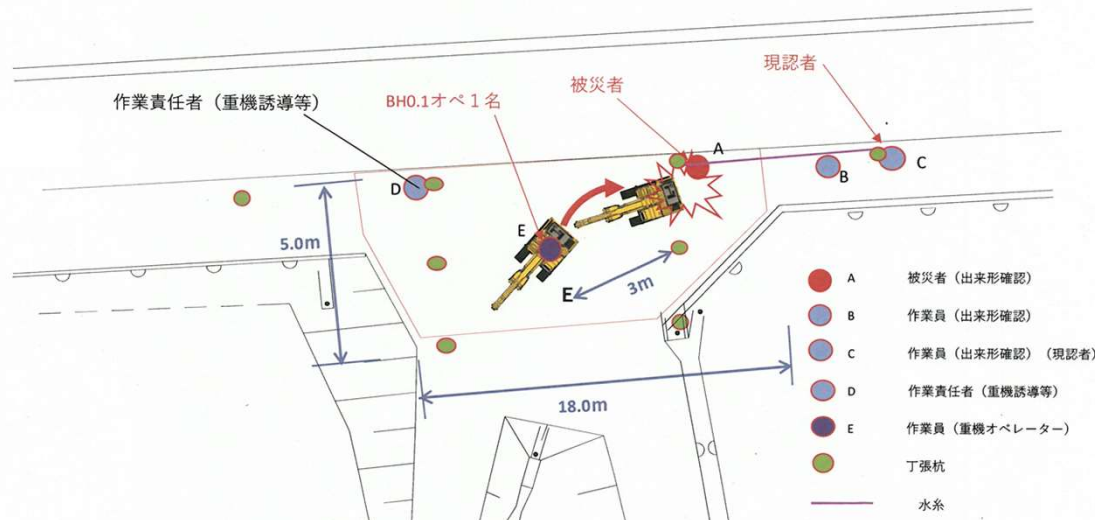 現認者
被災者
作業責任者（重機誘導等）
BH0.1オペ１名
A
B
C
D
E
5.0m
E
3m
18.0m
A 被災者（出来形確認）
B 作業員（出来形確認）
C 作業員（出来形確認）（現認者）
D 作業責任者（重機誘導等）
E 作業員（重機オペレーター）
丁張杭
水糸